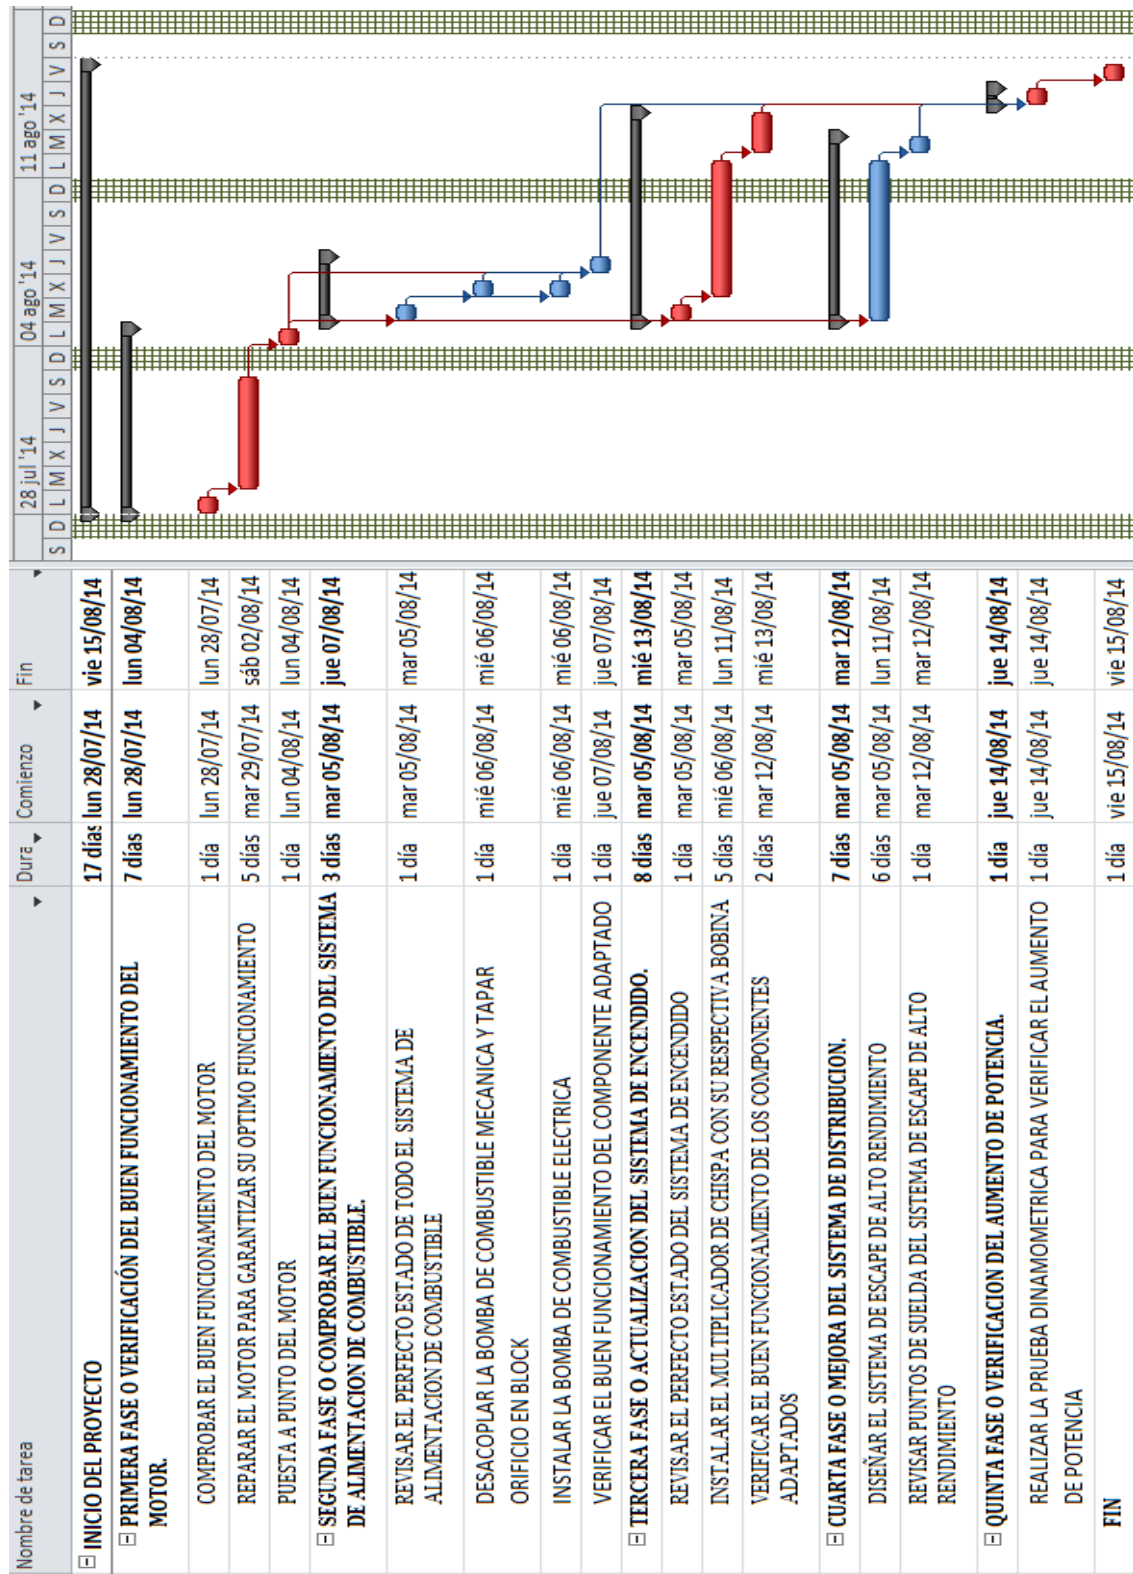 Nombre de tarea Dura Comienzo Fin
INICIO DEL PROYECTO 17 días lun 28/07/14 vie 15/08/14
PRIMERA FASE O VERIFICACIÓN DEL BUEN FUNCIONAMIENTO DEL 7 días lun 28/07/14 lun 04/08/14
MOTOR.
COMPROBAR EL BUEN FUNCIONAMIENTO DEL MOTOR 1 día lun 28/07/14 lun 28/07/14
REPARAR EL MOTOR PARA GARANTIZAR SU OPTIMO FUNCIONAMIENTO 5 días mar 29/07/14 sáb 02/08/14
PUESTA A PUNTO DEL MOTOR 1 día lun 04/08/14 lun 04/08/14
SEGUNDA FASE O COMPROBAR EL BUEN FUNCIONAMIENTO DEL SISTEMA 3 días mar 05/08/14 jue 07/08/14
DE ALIMENTACION DE COMBUSTIBLE.
REVISAR EL PERFECTO ESTADO DE TODO EL SISTEMA DE 1 día mar 05/08/14 mar 05/08/14
ALIMENTACION DE COMBUSTIBLE
DESACOPLAR LA BOMBA DE COMBUSTIBLE MECANICA Y TAPAR 1 día mié 06/08/14 mié 06/08/14
ORIFICIO EN BLOCK
INSTALAR LA BOMBA DE COMBUSTIBLE ELECTRICA 1 día mié 06/08/14 mié 06/08/14
VERIFICAR EL BUEN FUNCIONAMIENTO DEL COMPONENTE ADAPTADO 1 día jue 07/08/14 jue 07/08/14
TERCERA FASE O ACTUALIZACION DEL SISTEMA DE ENCENDIDO. 8 días mar 05/08/14 mié 13/08/14
REVISAR EL PERFECTO ESTADO DEL SISTEMA DE ENCENDIDO 1 día mar 05/08/14 mar 05/08/14
INSTALAR EL MULTIPLICADOR DE CHISPA CON SU RESPECTIVA BOBINA 5 días mié 06/08/14 lun 11/08/14
VERIFICAR EL BUEN FUNCIONAMIENTO DE LOS COMPONENTES 2 días mar 12/08/14 mié 13/08/14
ADAPTADOS
CUARTA FASE O MEJORA DEL SISTEMA DE DISTRIBUCION. 7 días mar 05/08/14 mar 12/08/14
DISEÑAR EL SISTEMA DE ESCAPE DE ALTO RENDIMIENTO 6 días mar 05/08/14 lun 11/08/14
REVISAR PUNTOS DE SUELDA DEL SISTEMA DE ESCAPE DE ALTO 1 día mar 12/08/14 mar 12/08/14
RENDIMIENTO
QUINTA FASE O VERIFICACION DEL AUMENTO DE POTENCIA. 1 día jue 14/08/14 jue 14/08/14
REALIZAR LA PRUEBA DINAMOMETRICA PARA VERIFICAR EL AUMENTO 1 día jue 14/08/14 jue 14/08/14
DE POTENCIA
FIN 1 día vie 15/08/14 vie 15/08/14
28 jul '14 04 ago '14 11 ago '14
S D L M X J V S D L M X J V S D L M X J V S D